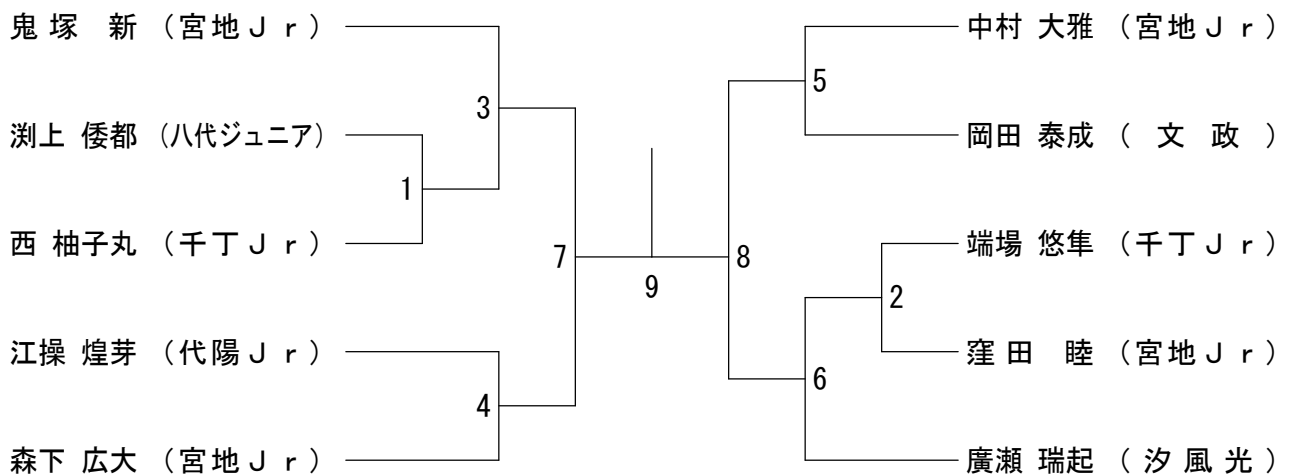 鬼塚 新 (宮地Jr)
渕上 倭都 (八代ジュニア)
西 柚子丸 (千丁Jr)
江操 煌芽 (代陽Jr)
森下 広大 (宮地Jr)
3
1
7
4
9
中村 大雅 (宮地Jr)
岡田 泰成 (文政)
端場 悠隼 (千丁Jr)
窪田 睦 (宮地Jr)
廣瀬 瑞起 (汐風光)
5
8
2
6